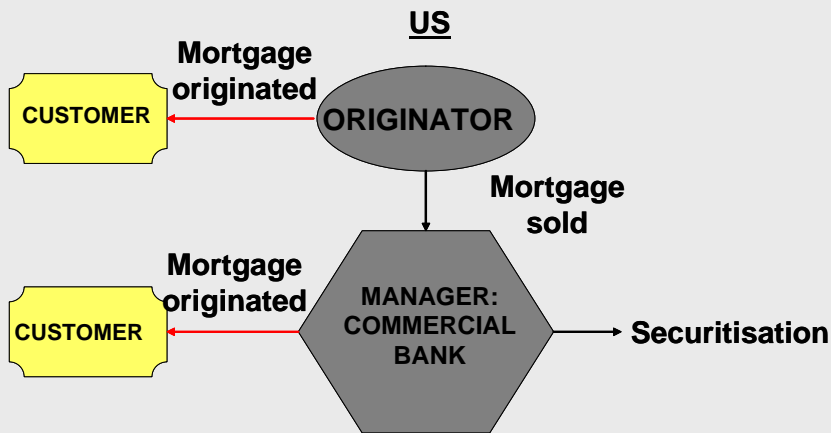 US
Mortgage
originated
CUSTOMER
ORIGINATOR
Mortgage
sold
Mortgage
originated
CUSTOMER
MANAGER:
COMMERCIAL
BANK
Securitisation